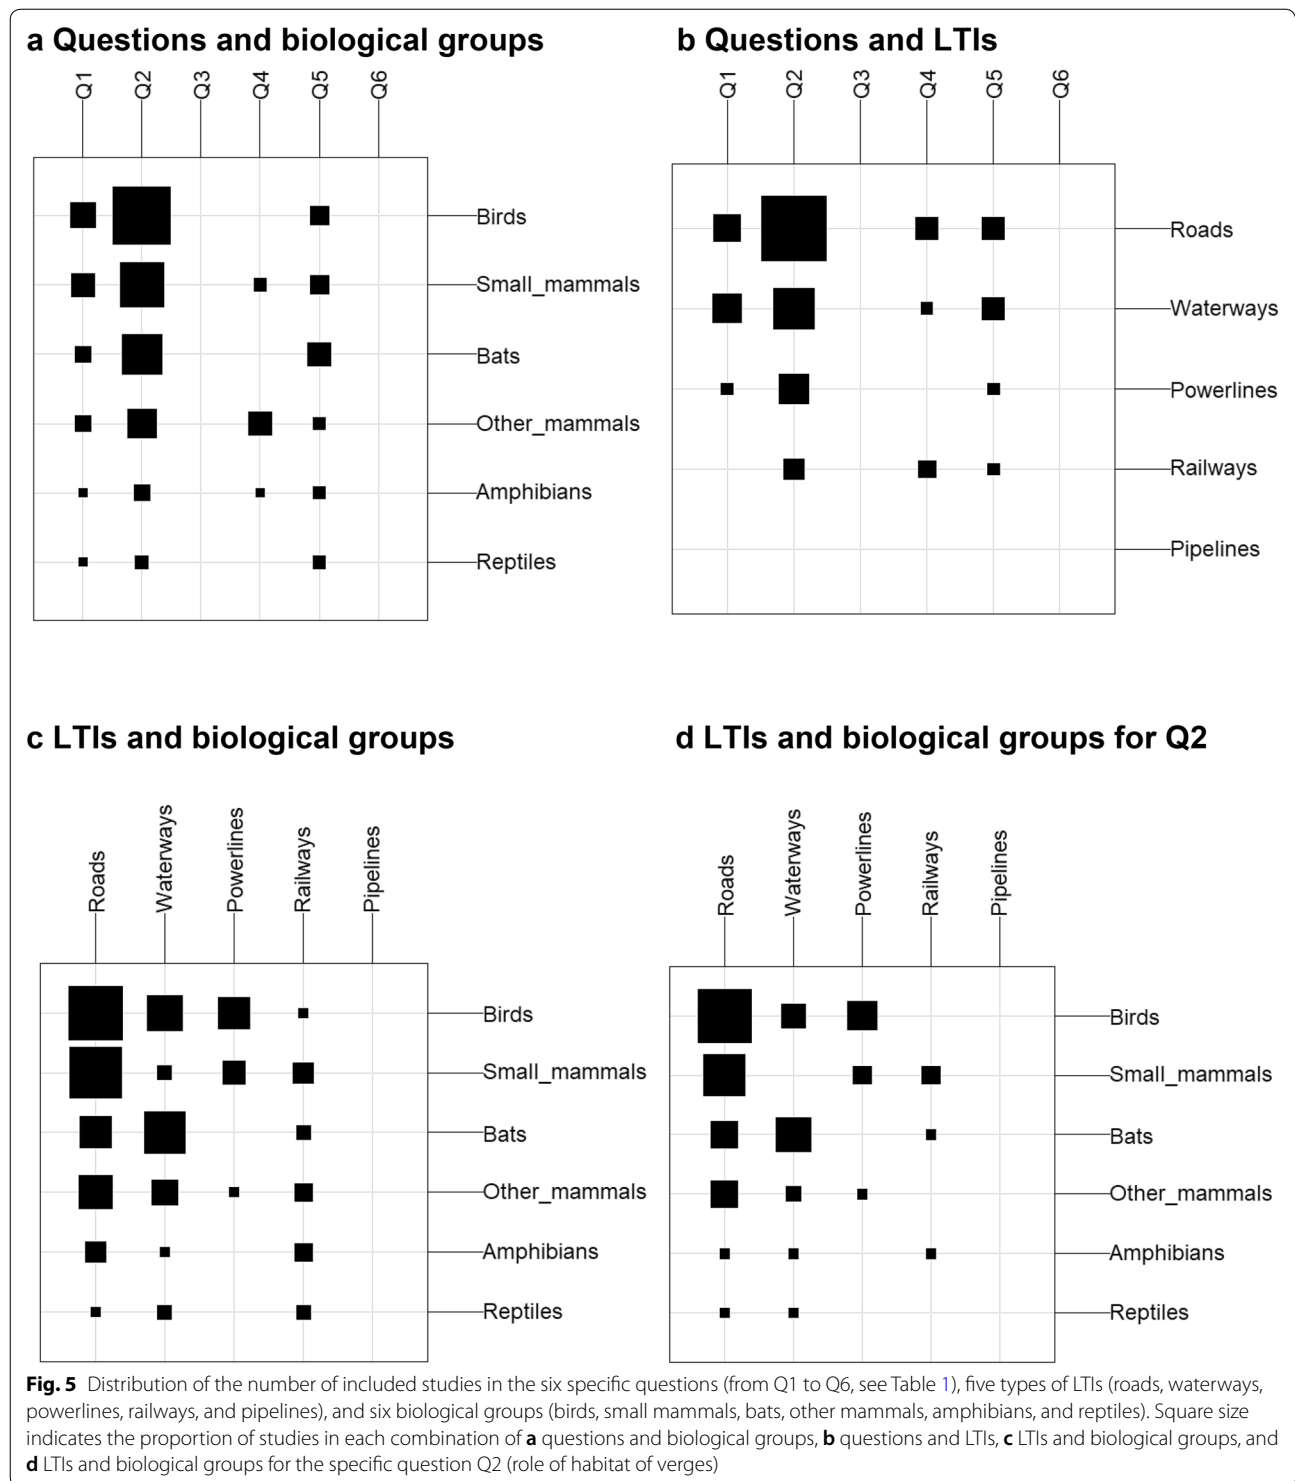 a Questions and biological groups
Q1 Q2 Q3 Q4 Q5 Q6
Birds
Small_mammals
Bats
Other_mammals
Amphibians
Reptiles
b Questions and LTIs
Q1 Q2 Q3 Q4 Q5 Q6
Roads
Waterways
Powerlines
Railways
Pipelines
c LTIs and biological groups
Roads Waterways Powerlines Railways Pipelines
Birds
Small_mammals
Bats
Other_mammals
Amphibians
Reptiles
d LTIs and biological groups for Q2
Roads Waterways Powerlines Railways Pipelines
Birds
Small_mammals
Bats
Other_mammals
Amphibians
Reptiles
Fig. 5 Distribution of the number of included studies in the six specific questions (from Q1 to Q6, see Table 1), five types of LTIs (roads, waterways,
powerlines, railways, and pipelines), and six biological groups (birds, small mammals, bats, other mammals, amphibians, and reptiles). Square size
indicates the proportion of studies in each combination of a questions and biological groups, b questions and LTIs, c LTIs and biological groups, and
d LTIs and biological groups for the specific question Q2 (role of habitat of verges)